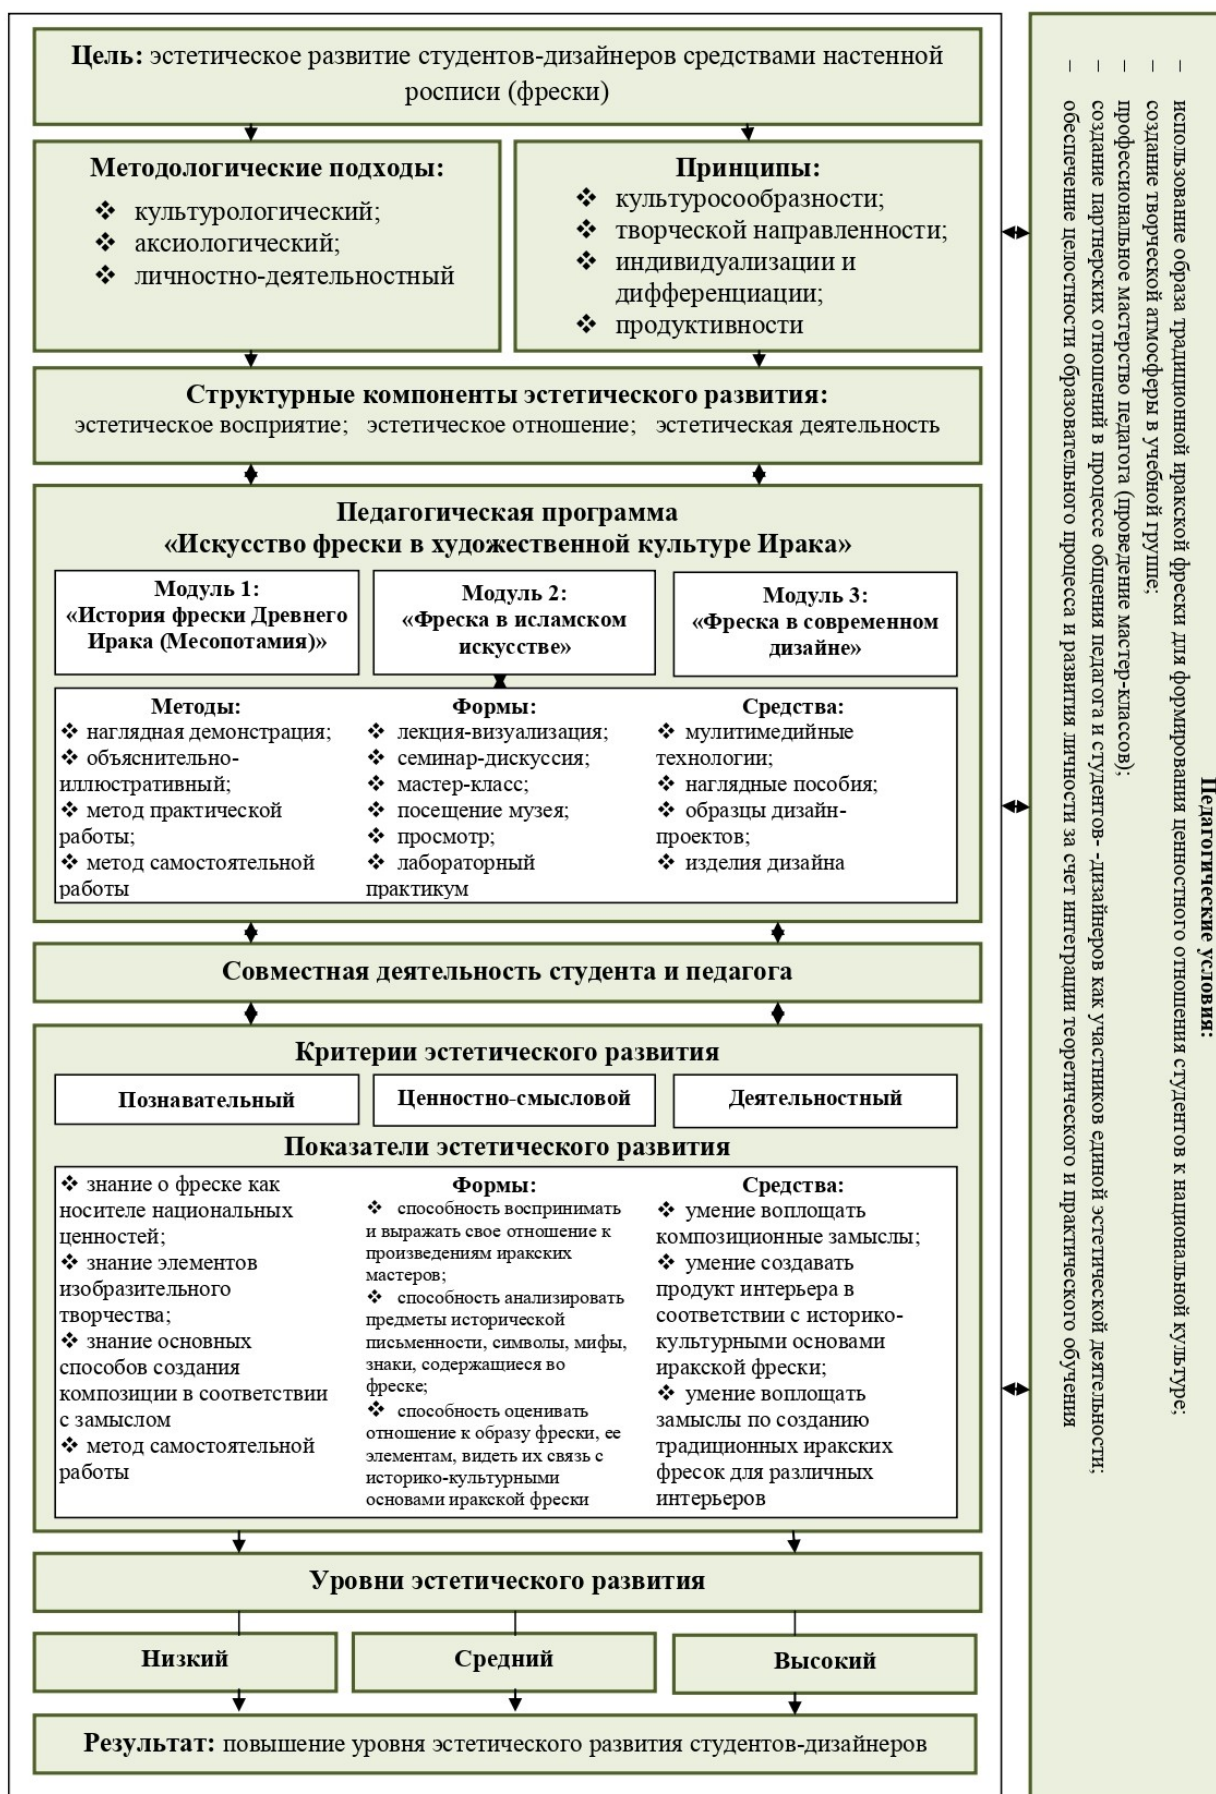 Цель: эстетическое развитие студентов-дизайнеров средствами настенной
росписи (фрески)
Методологические подходы:
❖ культурологический;
❖ аксиологический;
❖ личностно-деятельностный
Принципы:
❖ культуросообразности;
❖ творческой направленности;
❖ индивидуализации и
дифференциации;
❖ продуктивности
Структурные компоненты эстетического развития:
эстетическое восприятие; эстетическое отношение; эстетическая деятельность
Педагогическая программа
«Искусство фрески в художественной культуре Ирака»
Модуль 1:
«История фрески Древнего
Ирака (Месопотамия)»
Модуль 2:
«Фреска в исламском
искусстве»
Модуль 3:
«Фреска в современном
дизайне»
Методы:
❖ наглядная демонстрация;
❖ объяснительно-
иллюстративный;
❖ метод практической
работы;
❖ метод самостоятельной
работы
Формы:
❖ лекция-визуализация;
❖ семинар-дискуссия;
❖ мастер-класс;
❖ посещение музея;
❖ просмотр;
❖ лабораторный
практикум
Средства:
❖ мулитимедийные
технологии;
❖ наглядные пособия;
❖ образцы дизайн-
проектов;
❖ изделия дизайна
Совместная деятельность студента и педагога
Критерии эстетического развития
Познавательный
Ценностно-смысловой
Деятельностный
Показатели эстетического развития
❖ знание о фреске как
носителе национальных
ценностей;
❖ знание элементов
изобразительного
творчества;
❖ знание основных
способов создания
композиции в соответствии
с замыслом
❖ метод самостоятельной
работы
Формы:
❖ способность воспринимать
и выражать свое отношение к
произведениям иракских
мастеров;
❖ способность анализировать
предметы исторической
письменности, символы, мифы,
знаки, содержащиеся во
фреске;
❖ способность оценивать
отношение к образу фрески, ее
элементам, видеть их связь с
историко-культурными
основами иракской фрески
Средства:
❖ умение воплощать
композиционные замыслы;
❖ умение создавать
продукт интерьера в
соответствии с историко-
культурными основами
иракской фрески;
❖ умение воплощать
замыслы по созданию
традиционных иракских
фресок для различных
интерьеров
Уровни эстетического развития
Низкий
Средний
Высокий
Результат: повышение уровня эстетического развития студентов-дизайнеров
Педагогические условия:
– использование образа традиционной иракской фрески для формирования ценностного отношения студентов к национальной культуре;
– создание творческой атмосферы в учебной группе;
– профессиональное мастерство педагога (проведение мастер-классов);
– создание партнерских отношений в процессе общения педагога и студентов- -дизайнеров как участников единой эстетической деятельности;
– обеспечение целостности образовательного процесса и развития личности за счет интеграции теоретического и практического обучения